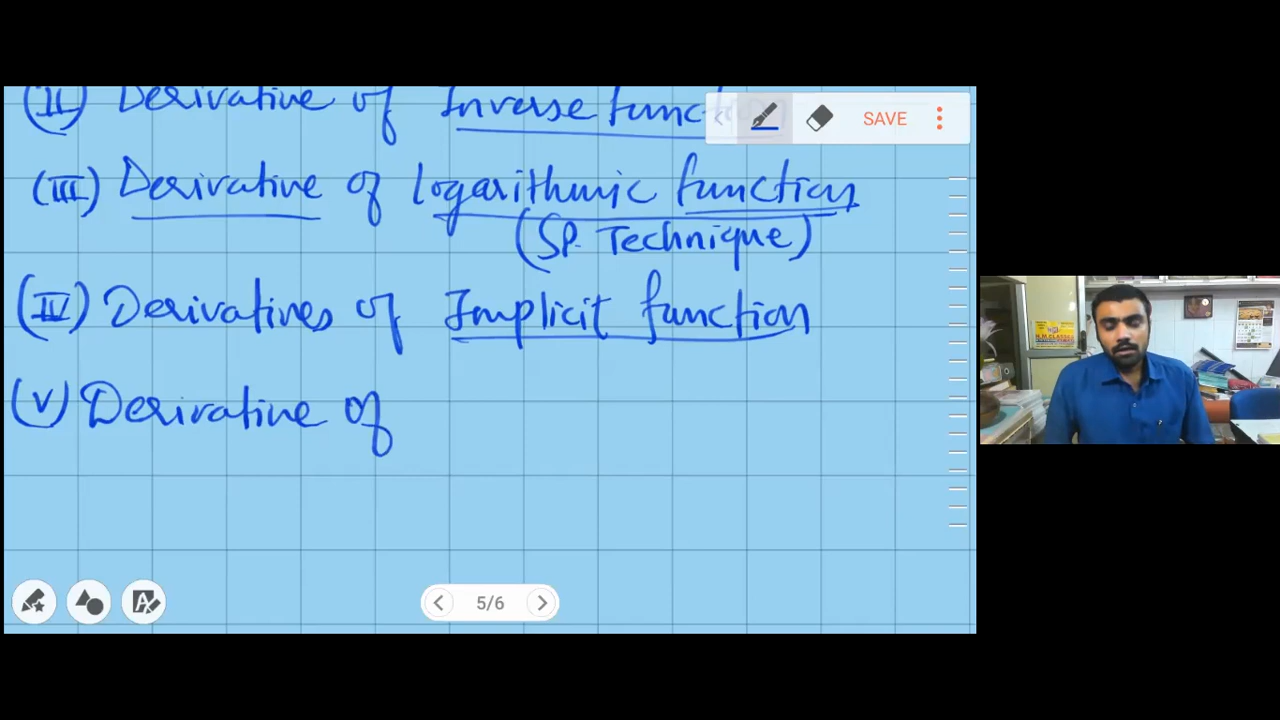 (II) Derivative of Inverse funct
SAVE
(III) Derivative of logarithmic function
(SP. Technique)
(IV) Derivatives of Implicit function
(V) Derivative of
5/6